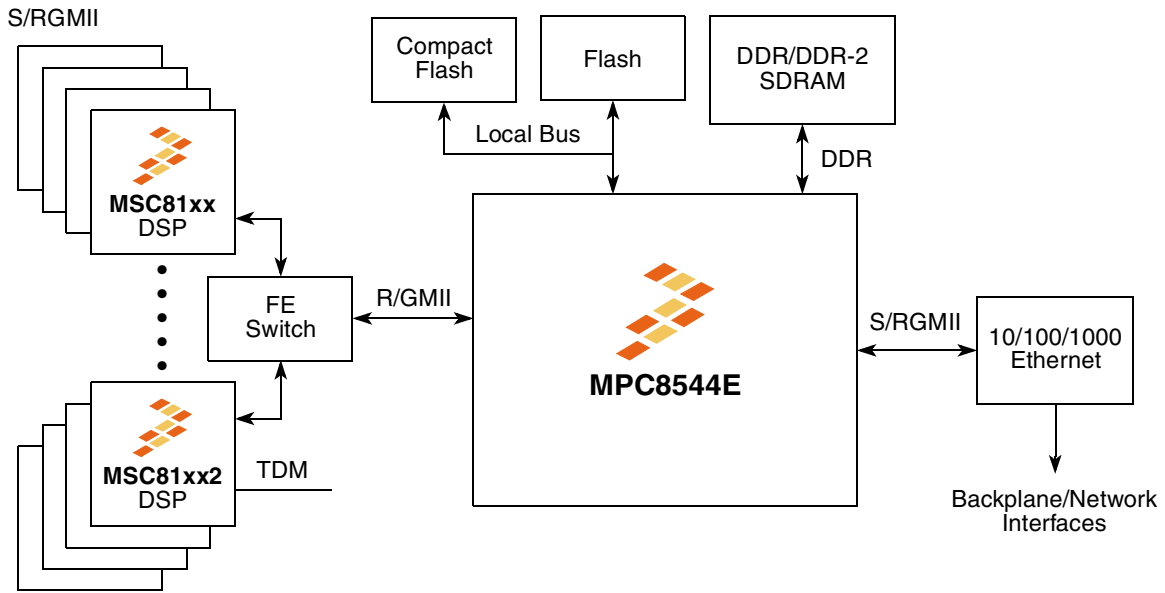 S/RGMII
Compact
Flash
Flash
DDR/DDR-2
SDRAM
Local Bus
DDR
MSC81xx
DSP
FE
Switch
R/GMII
MPC8544E
S/RGMII
10/100/1000
Ethernet
MSC81xx2
DSP
TDM
Backplane/Network
Interfaces